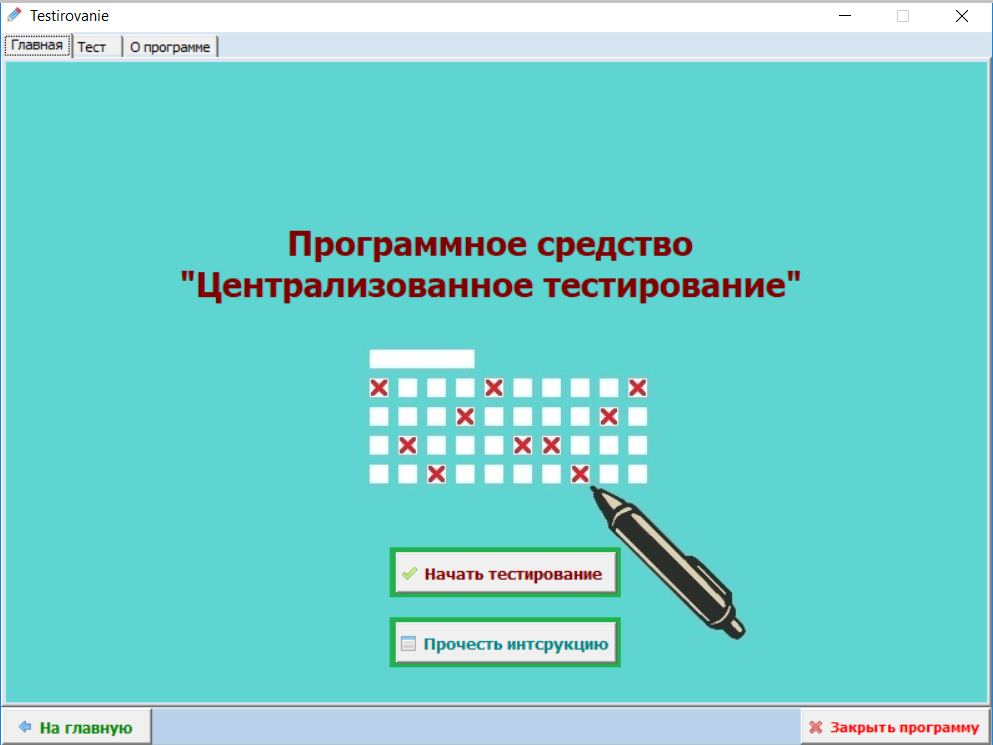 Testirovanie
Главная Тест О программе
Программное средство
"Централизованное тестирование"
Начать тестирование
Прочесть интсрукцию
На главную Закрыть программу